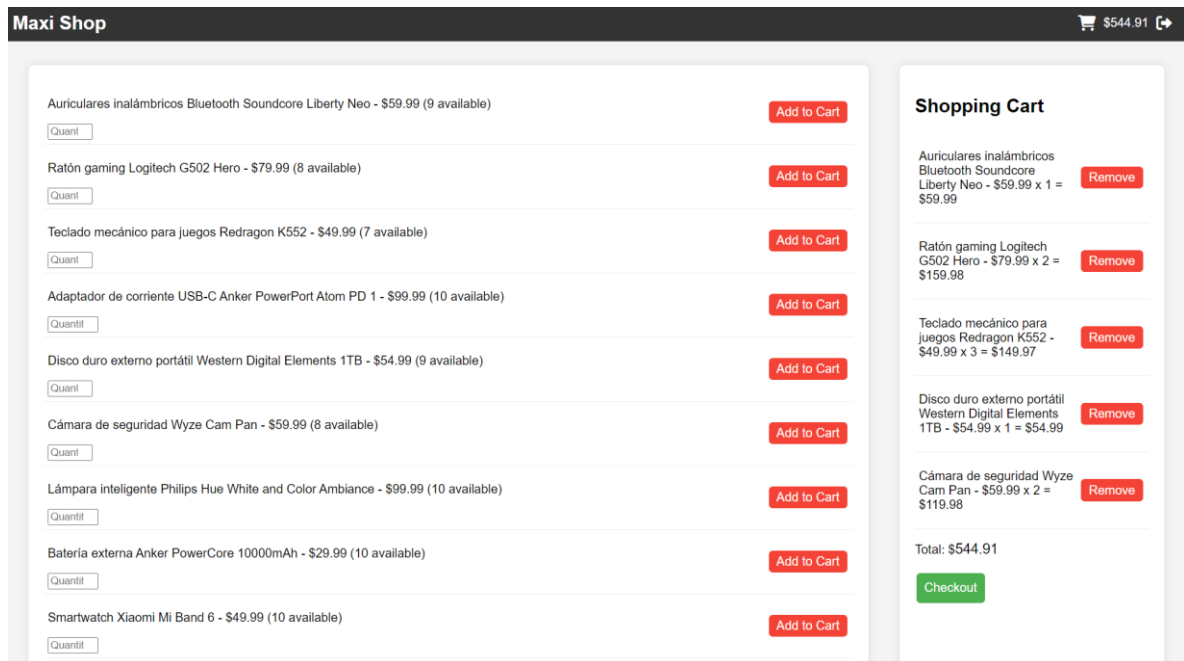 Maxi Shop
$544.91
Auriculares inalámbricos Bluetooth Soundcore Liberty Neo - $59.99 (9 available)
Add to Cart
Quant
Ratón gaming Logitech G502 Hero - $79.99 (8 available)
Add to Cart
Quant
Teclado mecánico para juegos Redragon K552 - $49.99 (7 available)
Add to Cart
Quant
Adaptador de corriente USB-C Anker PowerPort Atom PD 1 - $99.99 (10 available)
Add to Cart
Quantit
Disco duro externo portátil Western Digital Elements 1TB - $54.99 (9 available)
Add to Cart
Quant
Cámara de seguridad Wyze Cam Pan - $59.99 (8 available)
Add to Cart
Quant
Lámpara inteligente Philips Hue White and Color Ambiance - $99.99 (10 available)
Add to Cart
Quantit
Batería externa Anker PowerCore 10000mAh - $29.99 (10 available)
Add to Cart
Quantit
Smartwatch Xiaomi Mi Band 6 - $49.99 (10 available)
Add to Cart
Quantit
Shopping Cart
Auriculares inalámbricos
Bluetooth Soundcore
Liberty Neo - $59.99 x 1 =
$59.99
Remove
Ratón gaming Logitech
G502 Hero - $79.99 x 2 =
$159.98
Remove
Teclado mecánico para
juegos Redragon K552 -
$49.99 x 3 = $149.97
Remove
Disco duro externo portátil
Western Digital Elements
1TB - $54.99 x 1 = $54.99
Remove
Cámara de seguridad Wyze
Cam Pan - $59.99 x 2 =
$119.98
Remove
Total: $544.91
Checkout